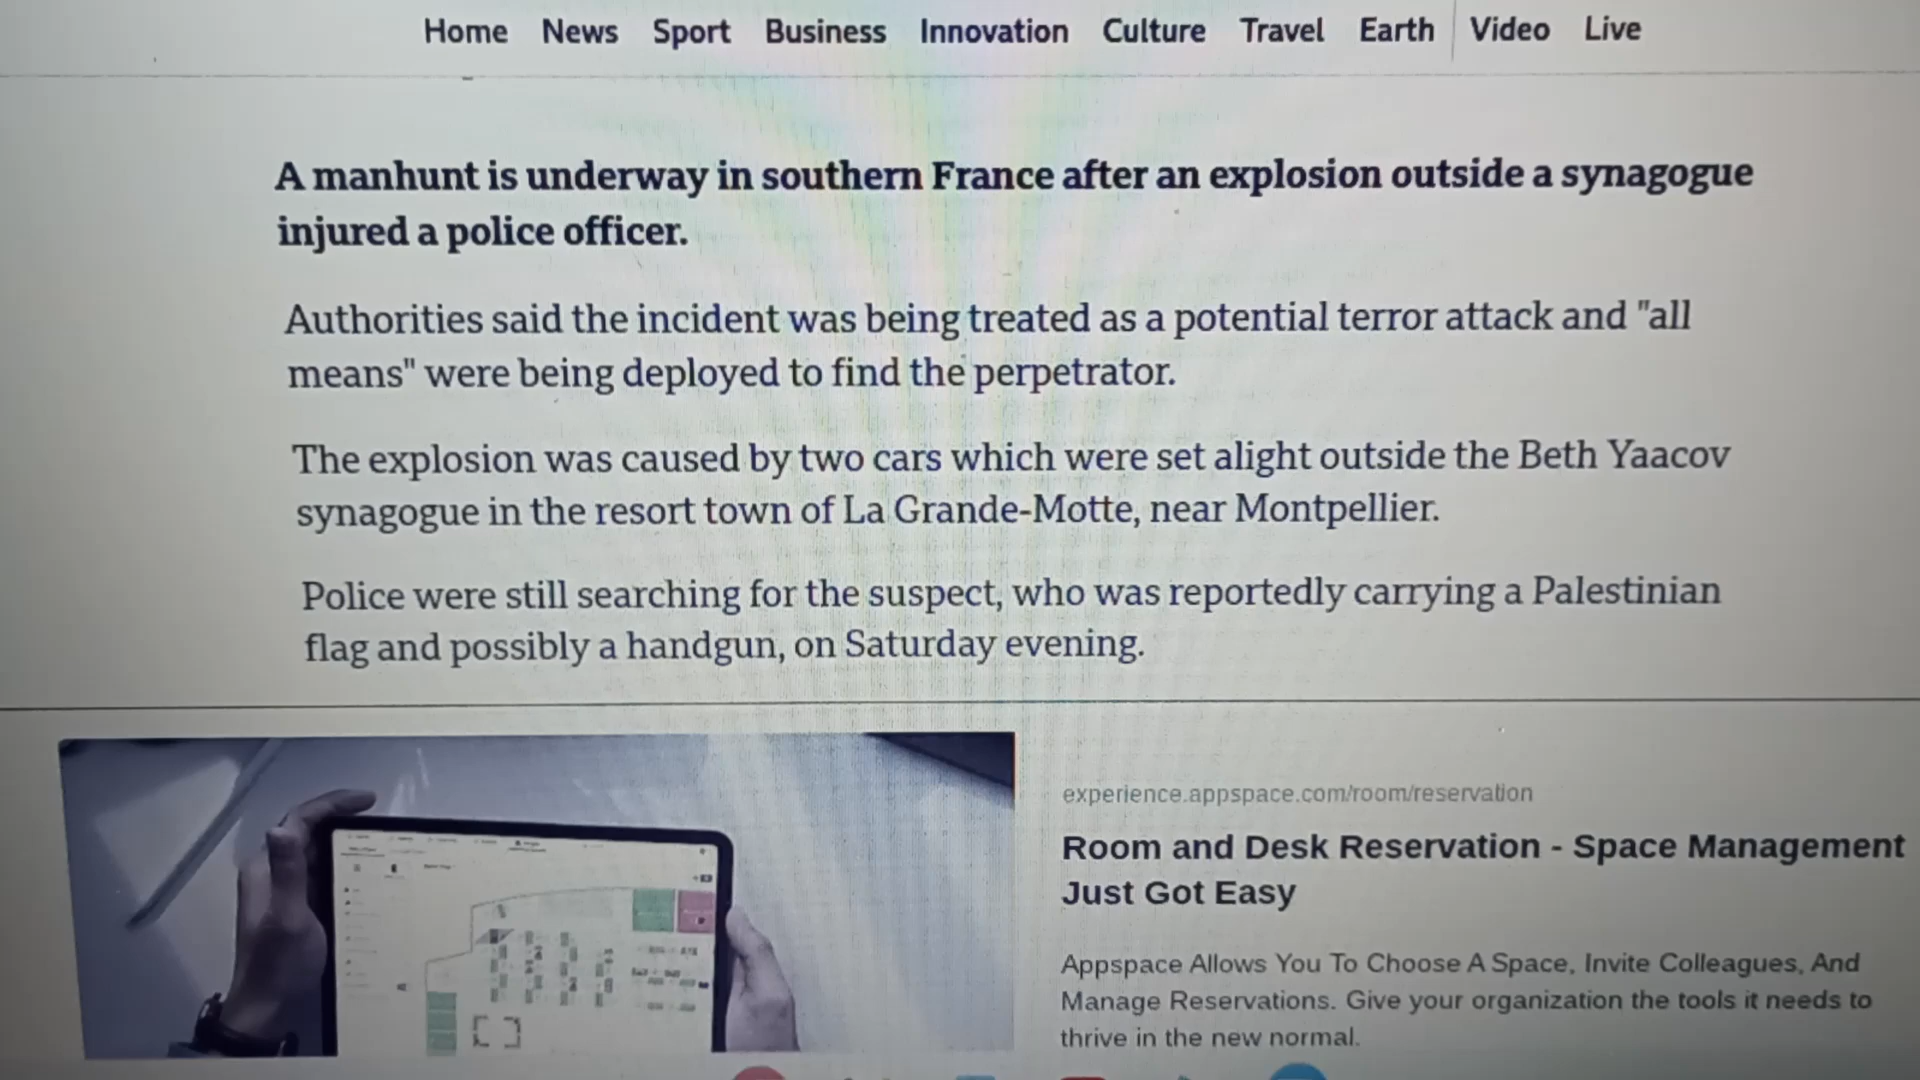 Home News Sport Business Innovation Culture Travel Earth Video Live
A manhunt is underway in southern France after an explosion outside a synagogue
injured a police officer.
Authorities said the incident was being treated as a potential terror attack and "all
means" were being deployed to find the perpetrator.
The explosion was caused by two cars which were set alight outside the Beth Yaacov
synagogue in the resort town of La Grande-Motte, near Montpellier.
Police were still searching for the suspect, who was reportedly carrying a Palestinian
flag and possibly a handgun, on Saturday evening.
experience.appspace.com/room/reservation
Room and Desk Reservation - Space Management
Just Got Easy
Appspace Allows You To Choose A Space, Invite Colleagues, And
Manage Reservations. Give your organization the tools it needs to
thrive in the new normal.